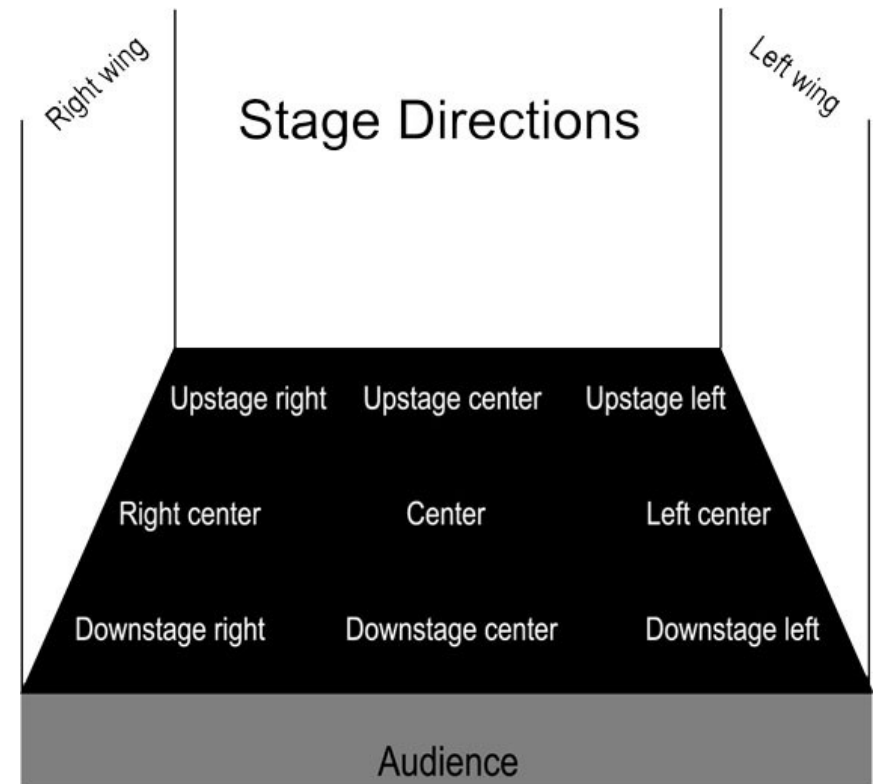 Right wing
Left wing
Stage Directions
Upstage right Upstage center Upstage left
Right center Center Left center
Downstage right Downstage center Downstage left
Audience